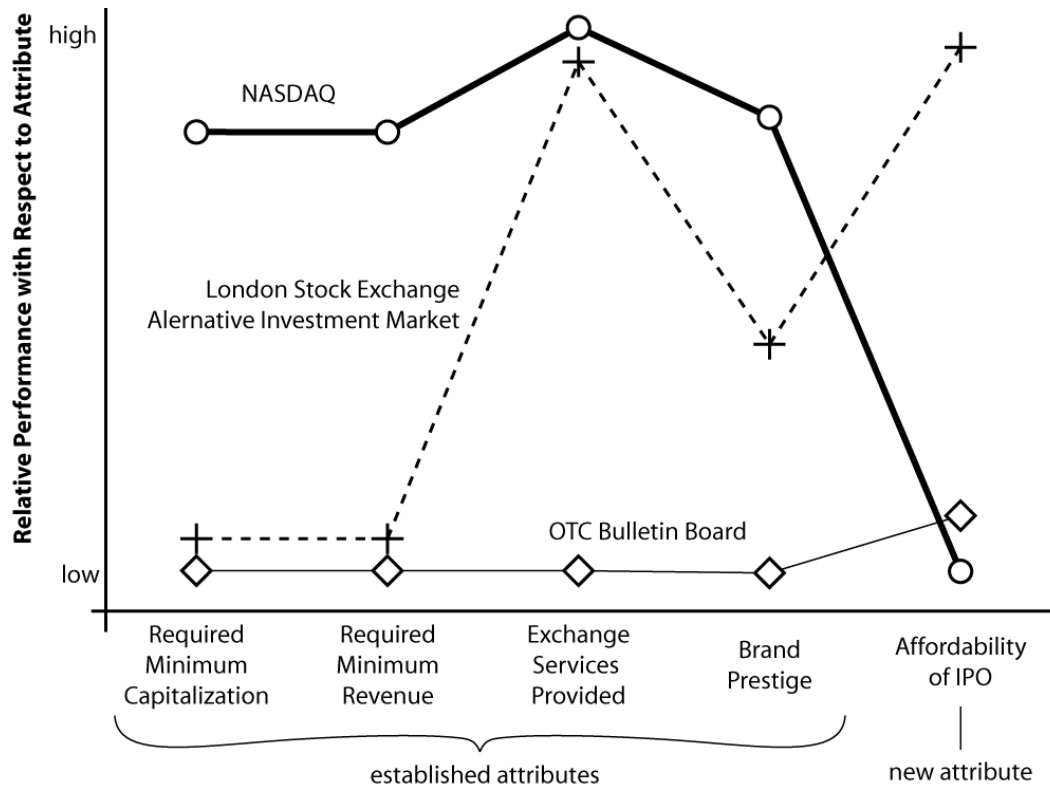 Relative Performance with Respect to Attribute
high
NASDAQ
London Stock Exchange
Alernative Investment Market
OTC Bulletin Board
low
Required
Minimum
Capitalization
Required
Minimum
Revenue
Exchange
Services
Provided
Brand
Prestige
Affordability
of IPO
established attributes
new attribute